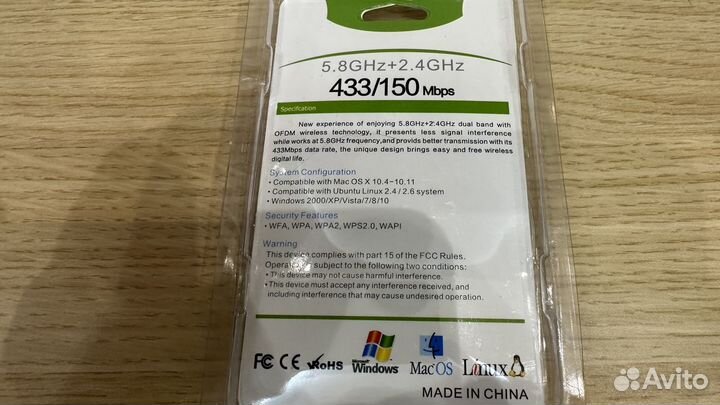 5.8GHz+2.4GHz
433/150 Mbps
Specification
New experience of enjoying 5.8GHz+2.4GHz dual band with
OFDM wireless technology, it presents less signal interference
while works at 5.8GHz frequency,and provides better transmission with its
433Mbps data rate, the unique design brings easy and free wireless
digital life.
System Configuration
• Compatible with Mac OS X 10.4-10.11
• Compatible with Ubuntu Linux 2.4 / 2.6 system
• Windows 2000/XP/Vista/7/8/10
Security Features
• WFA, WPA, WPA2, WPS2.0, WAPI
Warning
This device complies with part 15 of the FCC Rules.
Operation is subject to the following two conditions:
• This device may not cause harmful interference.
• This device must accept any interference received, and
including interference that may cause undesired operation.
FC CE RoHS Microsoft Windows Mac OS Linux
MADE IN CHINA
Avito